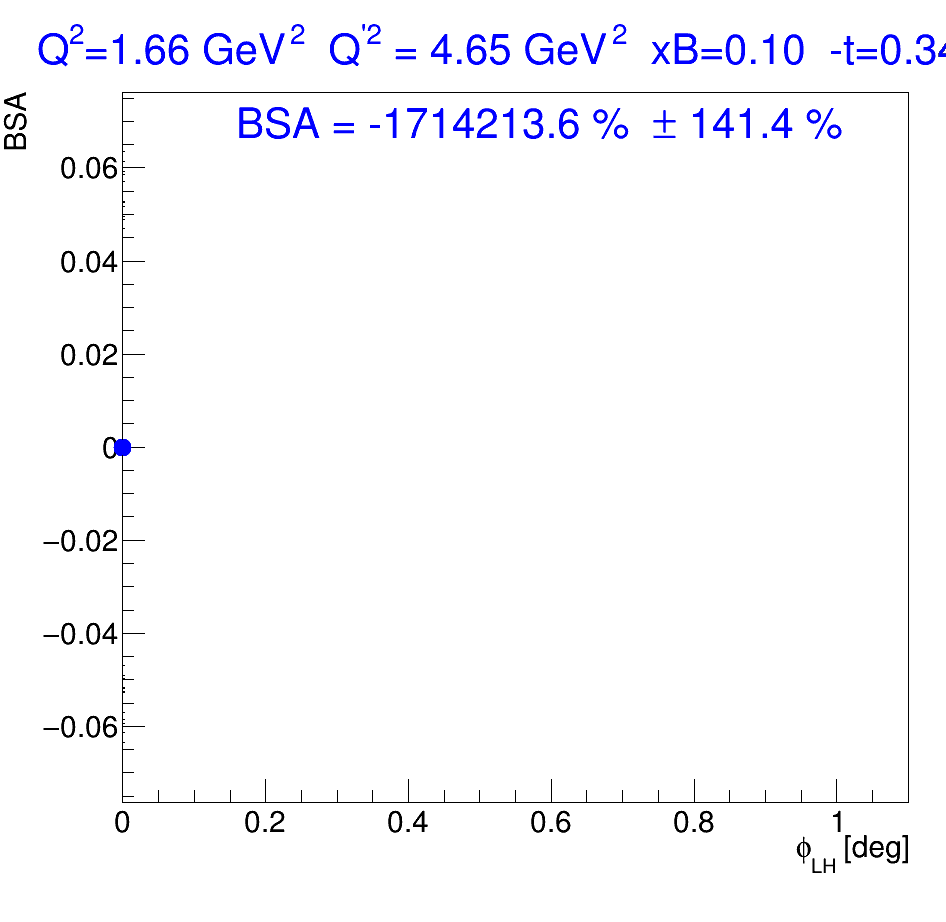 Q²=1.66 GeV² Q'² = 4.65 GeV² xB=0.10 -t=0.34
BSA
BSA = -1714213.6 % ± 141.4 %
0.06
0.04
0.02
0
−0.02
−0.04
−0.06
0 0.2 0.4 0.6 0.8 1
ϕ_LH [deg]